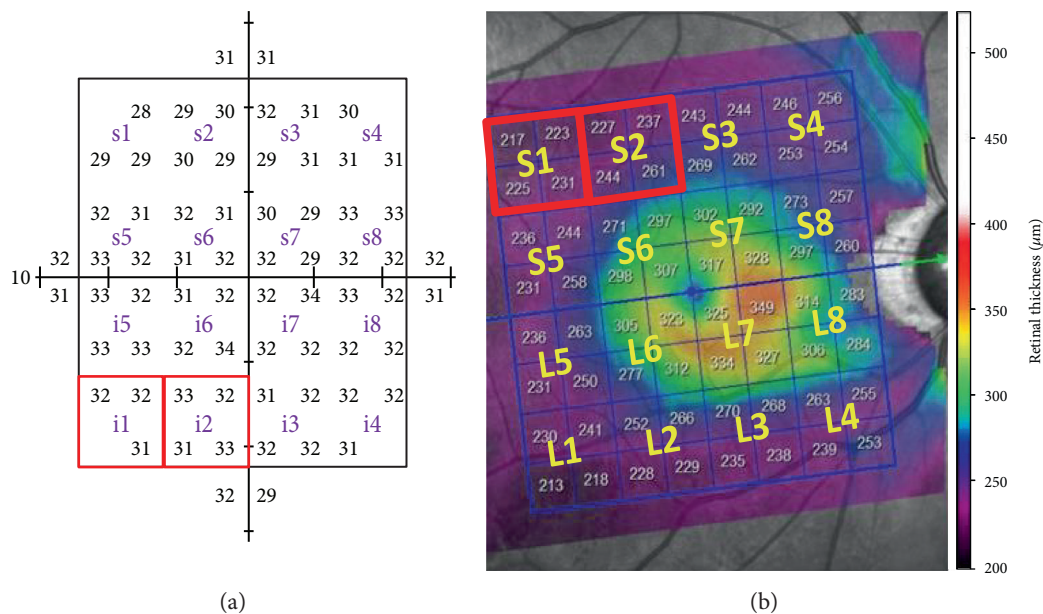 31 31
28 29 30 32 31 30
s1 s2 s3 s4
29 29 30 29 29 31 31 31
32 31 32 31 30 29 33 33
s5 s6 s7 s8
32 33 32 31 32 32 29 32 32 32
10
31 33 32 31 32 32 34 33 32 31
i5 i6 i7 i8
33 33 32 34 32 32 32 32
32 32 33 32 31 32 32 32
i1 i2 i3 i4
31 31 33 32 32 31
32 29
(a)
217 223 227 237 243 244 246 256
S1 S2 S3 S4
225 231 244 261 269 262 253 254
236 244 271 297 302 292 273 257
S5 S6 S7 S8
231 258 298 307 317 328 297 260
236 263 305 323 325 349 314 283
L5 L6 L7 L8
231 250 277 312 334 327 306 284
230 241 252 266 270 268 263 255
L1 L2 L3 L4
213 218 228 229 235 238 239 253
(b)
500
450
400
350
300
250
200
Retinal thickness (μm)